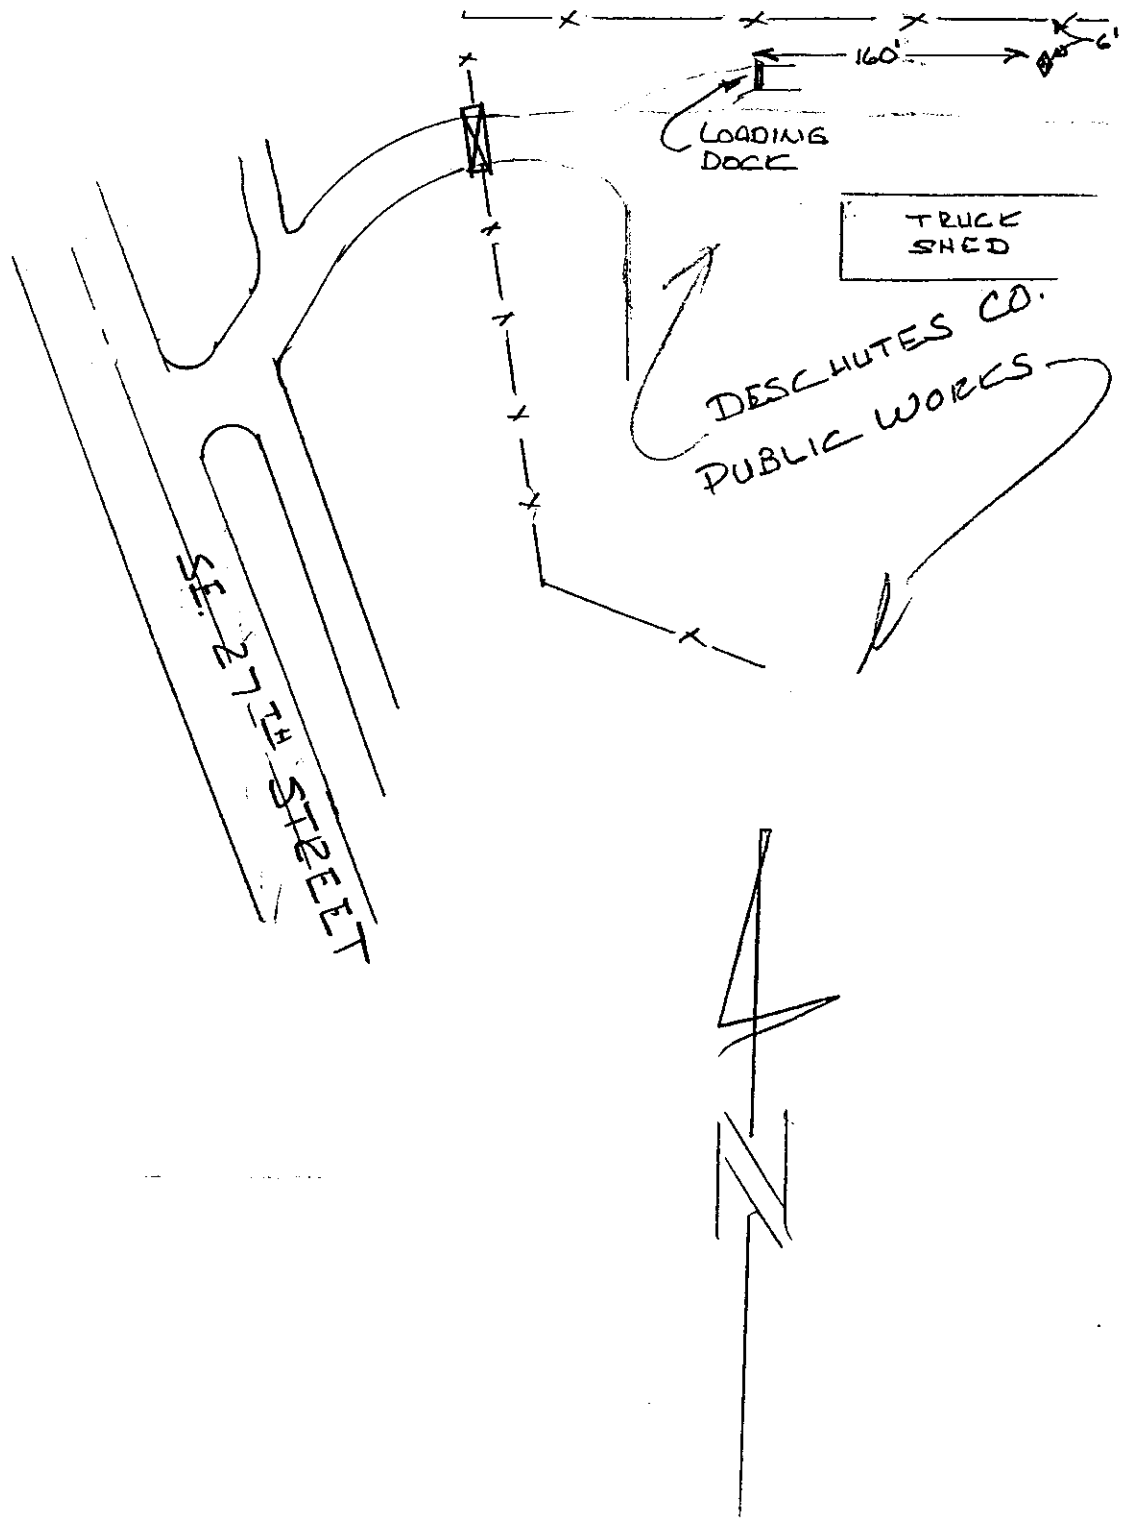 160'
6'
LOADING
DOCK
TRUCK
SHED
DESCHUTES CO.
PUBLIC WORKS
SE. 27TH STREET
N